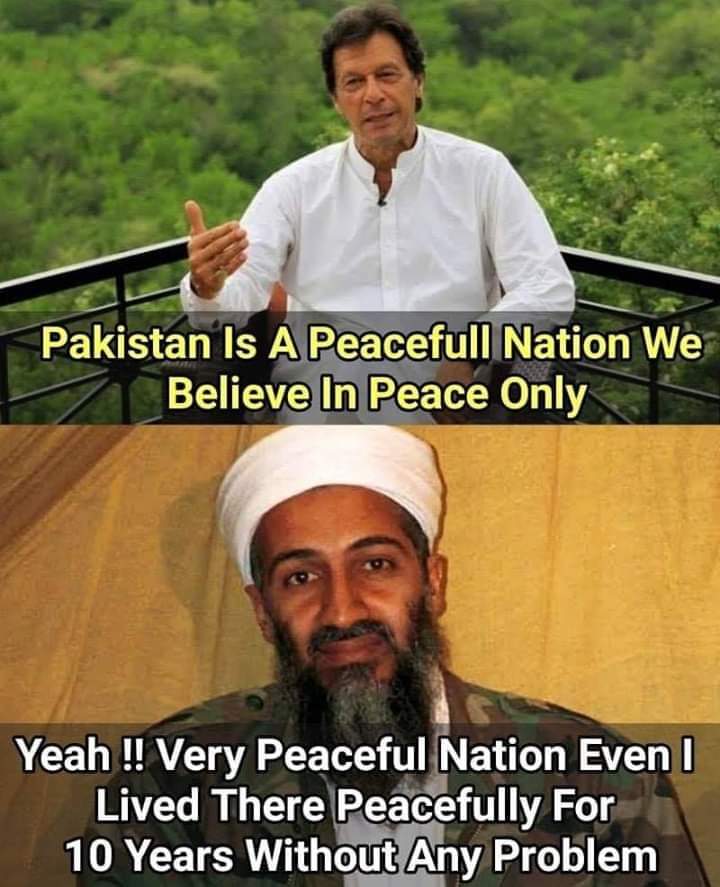 Pakistan Is A Peacefull Nation We
Believe In Peace Only
Yeah !! Very Peaceful Nation Even I
Lived There Peacefully For
10 Years Without Any Problem